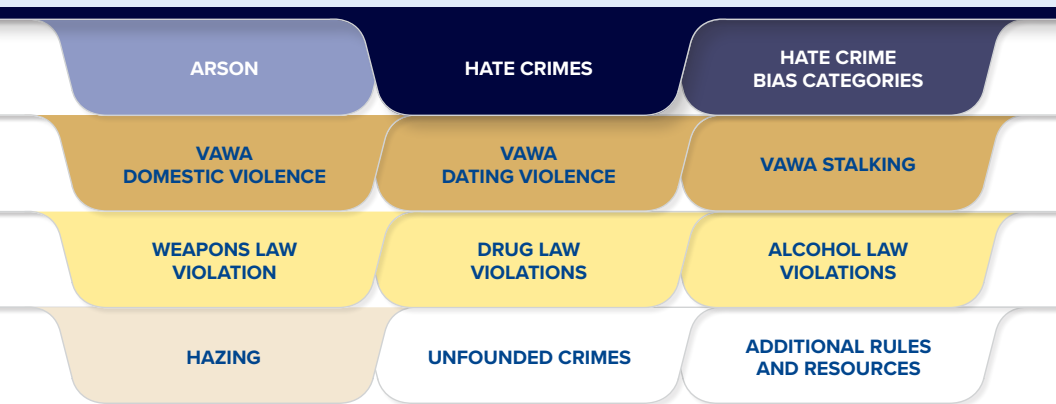 ARSON
HATE CRIMES
HATE CRIME
BIAS CATEGORIES
VAWA
DOMESTIC VIOLENCE
VAWA
DATING VIOLENCE
VAWA STALKING
WEAPONS LAW
VIOLATION
DRUG LAW
VIOLATIONS
ALCOHOL LAW
VIOLATIONS
HAZING
UNFOUNDED CRIMES
ADDITIONAL RULES
AND RESOURCES